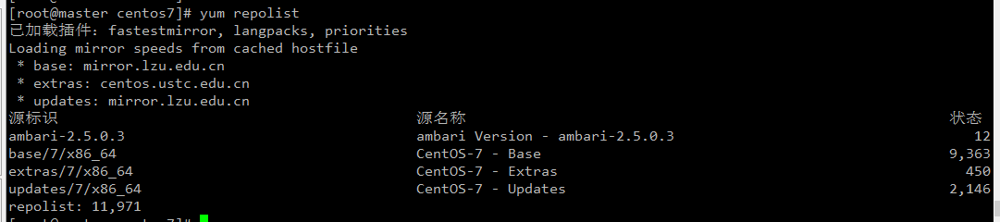 [root@master centos7]# yum repolist
已加载插件: fastestmirror, langpacks, priorities
Loading mirror speeds from cached hostfile
 * base: mirror.lzu.edu.cn
 * extras: centos.ustc.edu.cn
 * updates: mirror.lzu.edu.cn
源标识 源名称 状态
ambari-2.5.0.3 ambari Version - ambari-2.5.0.3 12
base/7/x86_64 CentOS-7 - Base 9,363
extras/7/x86_64 CentOS-7 - Extras 450
updates/7/x86_64 CentOS-7 - Updates 2,146
repolist: 11,971
[root@master centos7]#